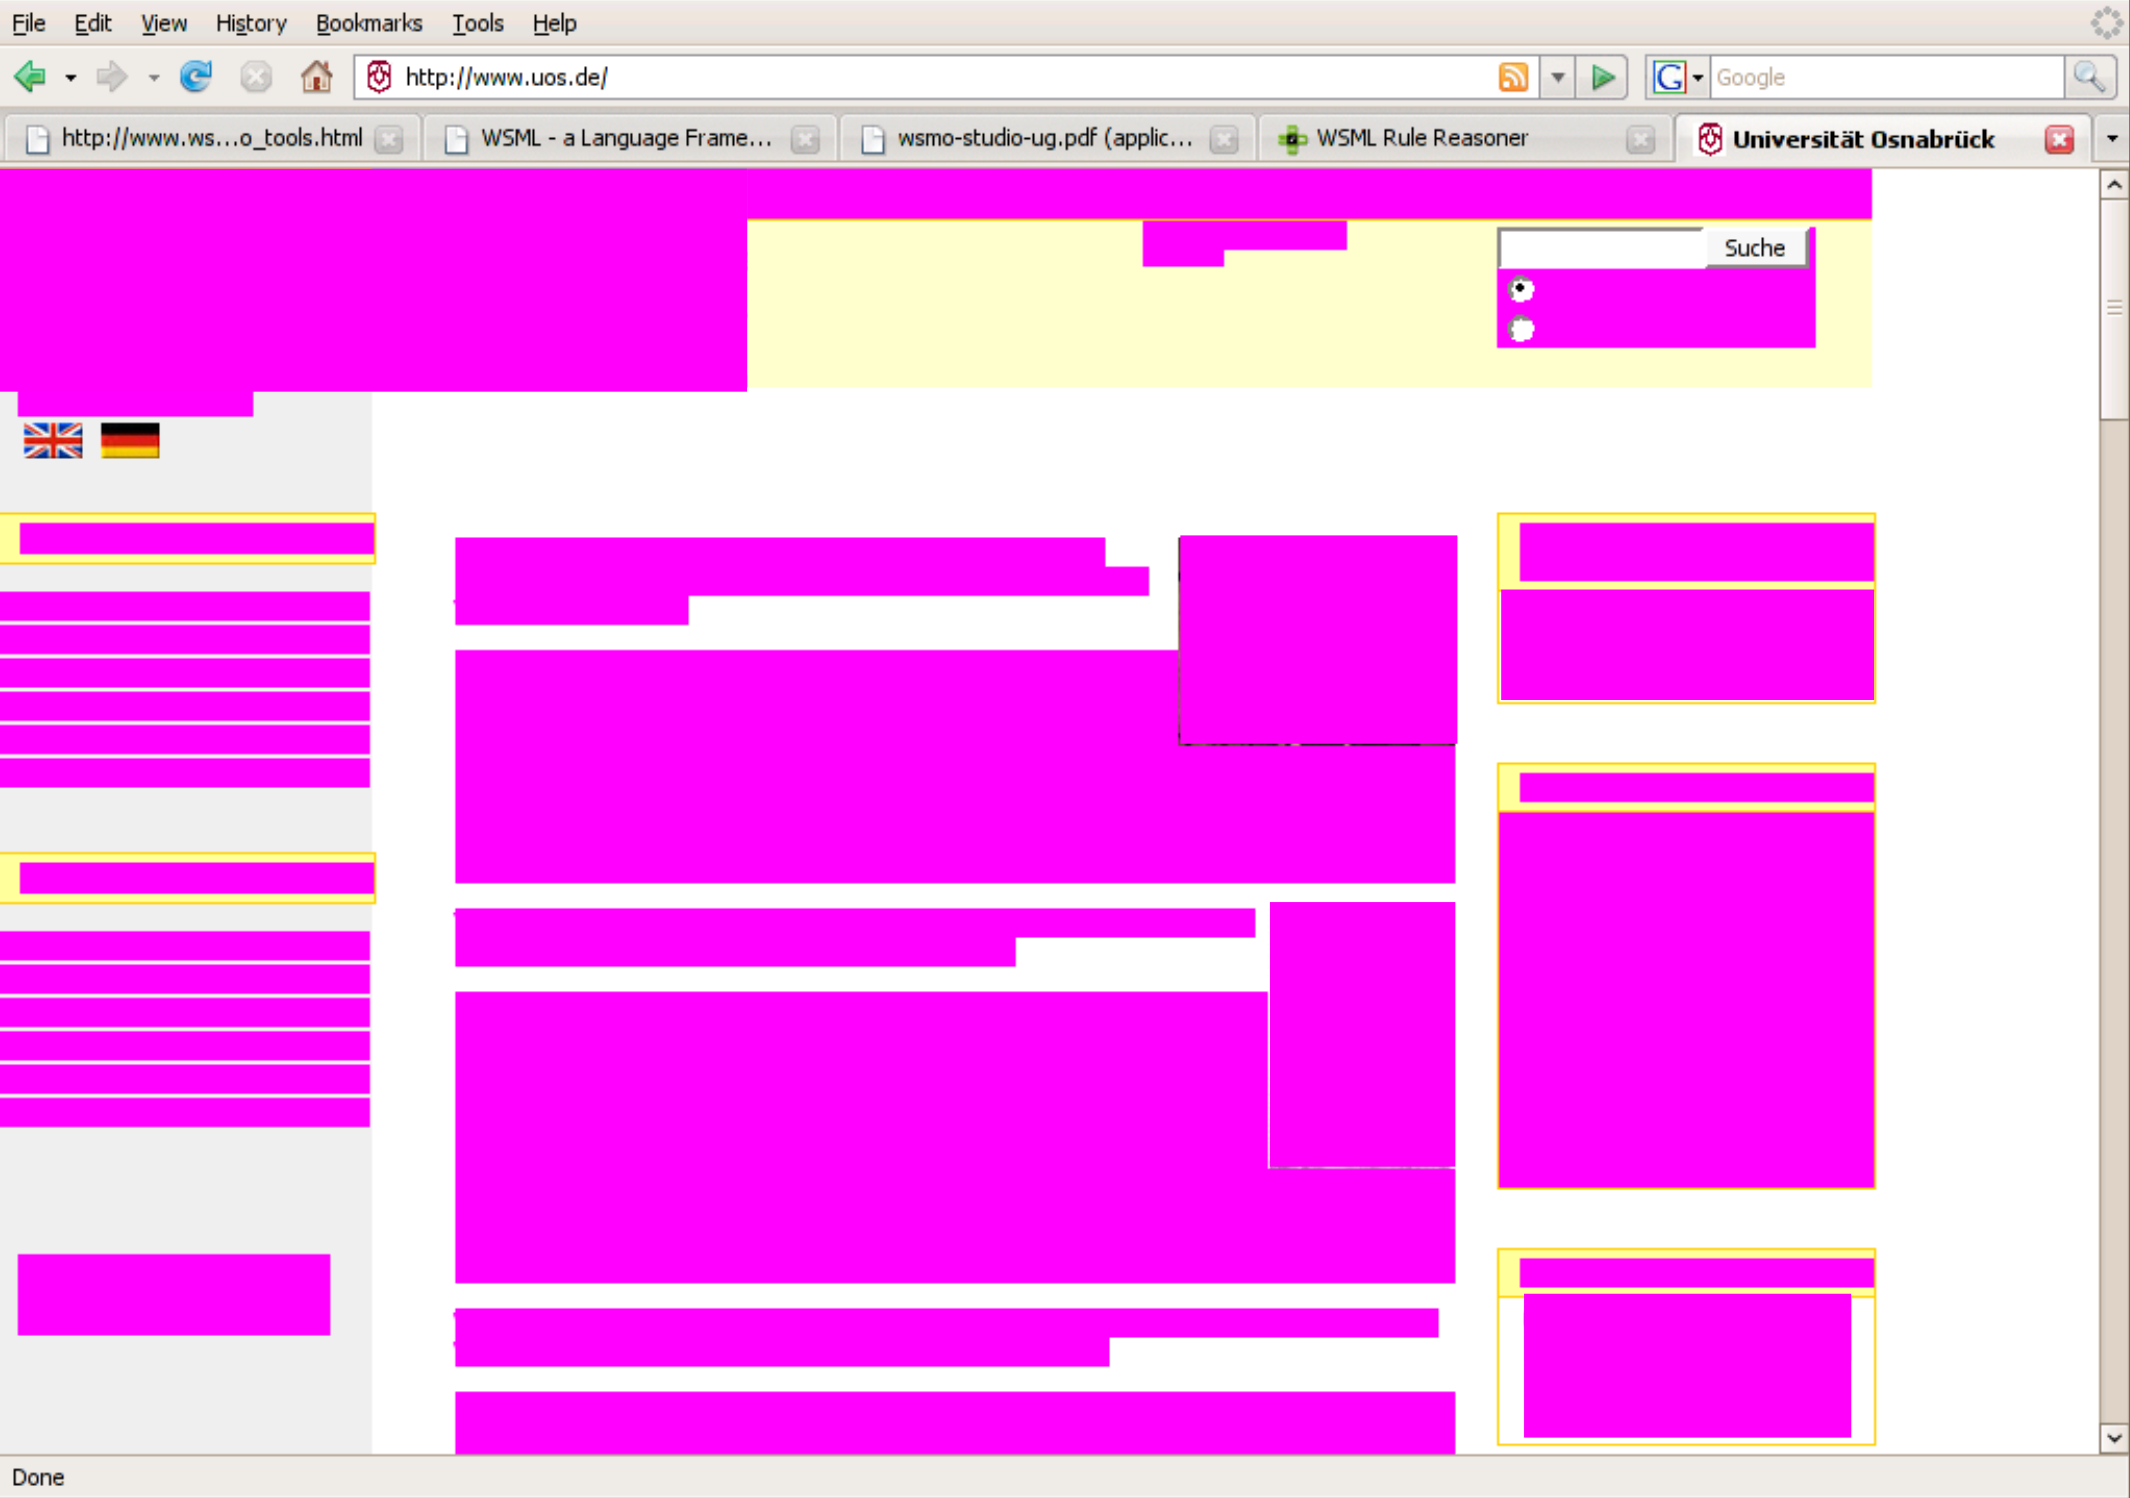 File Edit View History Bookmarks Tools Help
http://www.uos.de/ G Google
http://www.ws...o_tools.html WSML - a Language Frame... wsmo-studio-ug.pdf (applic... WSML Rule Reasoner Universität Osnabrück
Suche
Done